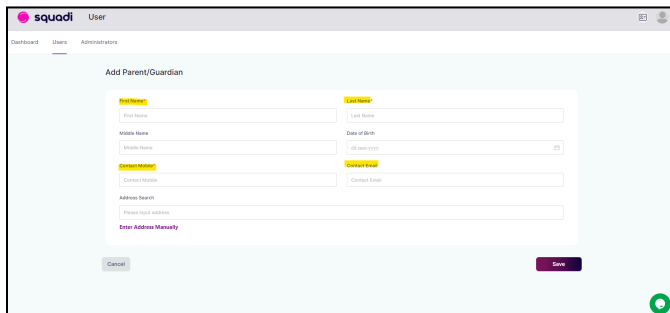 squadi User
Dashboard Users Administrators
Add Parent/Guardian
First Name* Last Name*
First Name Last Name
Middle Name Date of Birth
Middle Name dd-mm-yyyy
Contact Mobile* Contact Email
Contact Mobile Contact Email
Address Search
Please input address
Enter Address Manually
Cancel Save